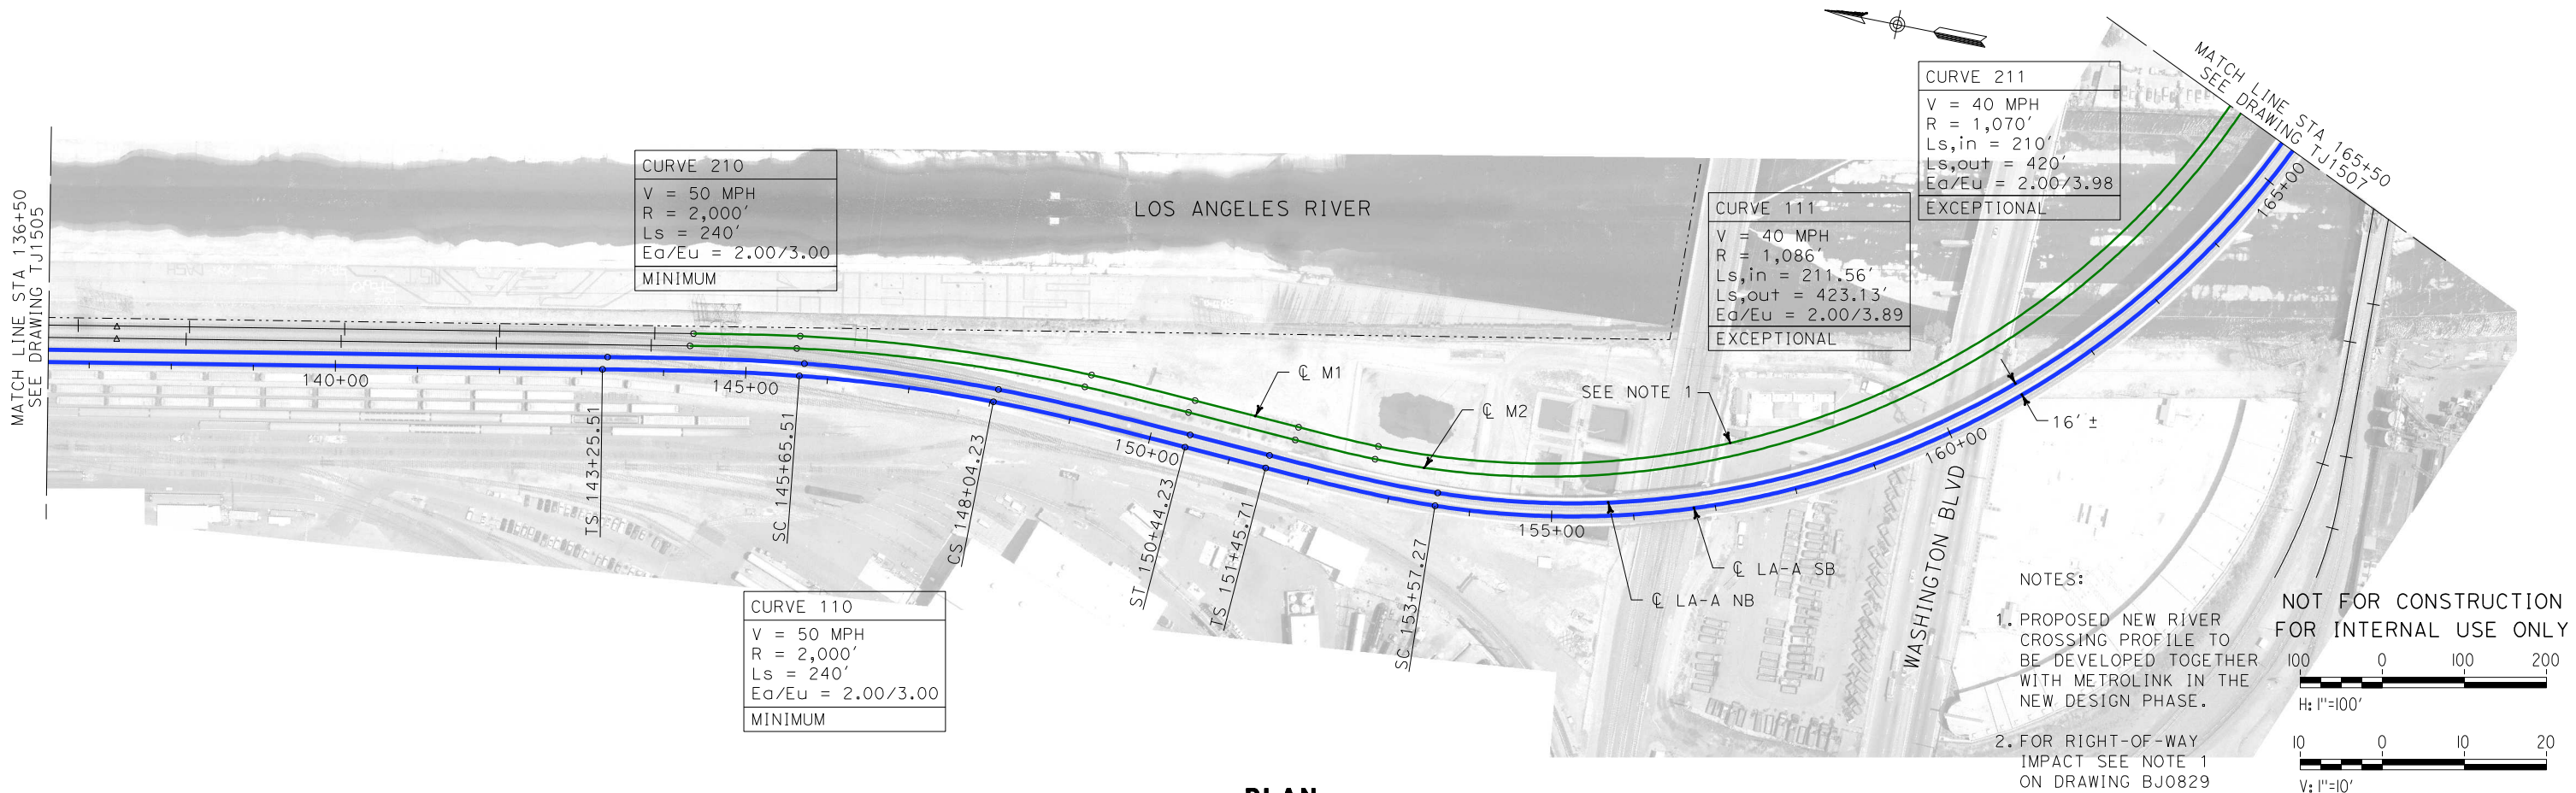 MATCH LINE STA 136+50
SEE DRAWING TJ1505
CURVE 210
V = 50 MPH
R = 2,000'
Ls = 240'
Ea/Eu = 2.00/3.00
MINIMUM
LOS ANGELES RIVER
CURVE 111
V = 40 MPH
R = 1,086'
Ls,in = 211.56'
Ls,out = 423.13'
Ea/Eu = 2.00/3.89
EXCEPTIONAL
CURVE 211
V = 40 MPH
R = 1,070'
Ls,in = 210'
Ls,out = 420'
Ea/Eu = 2.00/3.98
EXCEPTIONAL
MATCH LINE STA 165+50
SEE DRAWING TJ1507
140+00
145+00
150+00
155+00
160+00
165+00
℄ M1
℄ M2
SEE NOTE 1
16' ±
TS 143+25.51
SC 145+65.51
CS 148+04.23
ST 150+44.23
TS 151+45.71
SC 153+57.27
℄ LA-A SB
℄ LA-A NB
WASHINGTON BLVD
CURVE 110
V = 50 MPH
R = 2,000'
Ls = 240'
Ea/Eu = 2.00/3.00
MINIMUM
NOTES:
1. PROPOSED NEW RIVER
CROSSING PROFILE TO
BE DEVELOPED TOGETHER
WITH METROLINK IN THE
NEW DESIGN PHASE.
2. FOR RIGHT-OF-WAY
IMPACT SEE NOTE 1
ON DRAWING BJ0829
NOT FOR CONSTRUCTION
FOR INTERNAL USE ONLY
100 0 100 200
H: 1"=100'
10 0 10 20
V: 1"=10'
PLAN